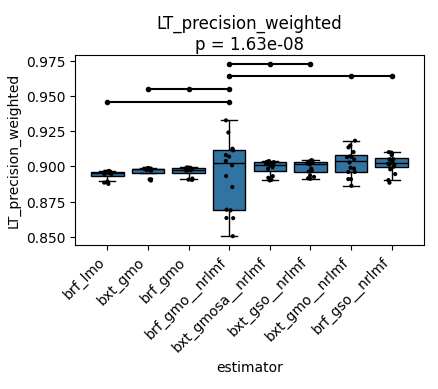 LT_precision_weighted
p = 1.63e-08
LT_precision_weighted
0.975
0.950
0.925
0.900
0.875
0.850
brf_lmo
bxt_gmo
brf_gmo
brf_gmo__nrlmf
bxt_gmosa__nrlmf
bxt_gso__nrlmf
bxt_gmo__nrlmf
brf_gso__nrlmf
estimator